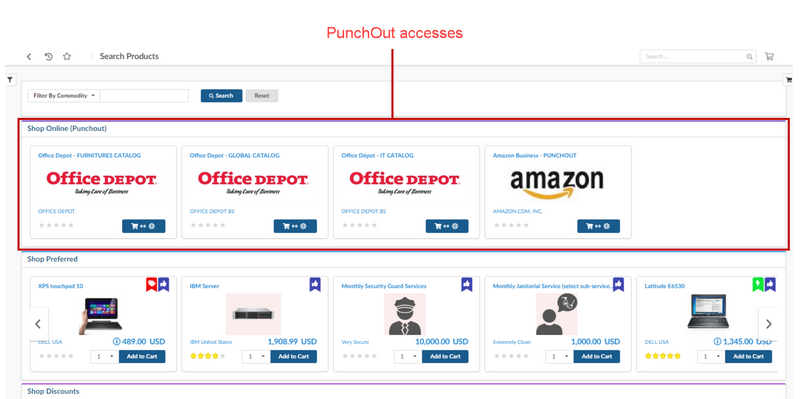 PunchOut accesses
Search Products
Search ...
Filter By Commodity
Search
Reset
Shop Online (Punchout)
Office Depot - FURNITURES CATALOG
Office Depot - GLOBAL CATALOG
Office Dépot - IT CATALOG
Amazon Business - PUNCHOUT
Office DEPOT.
Taking Care of Business
Office DEPOT.
Taking Care of Business
Office DEPOT.
Taking Care of Business
amazon
OFFICE DEPOT
OFFICE DEPOT BS
OFFICE DEPOT BS
AMAZON.COM, INC.
Shop Preferred
XPS touchpad 10
IBM Server
Monthly Security Guard Services
Monthly Janitorial Service (select sub-service...
Latitude E6530
DELL USA
489.00 USD
IBM United States
1,908.99 USD
Very Secure
10,000.00 USD
Extremely Clean
1,000.00 USD
DELL USA
1,345.00 USD
1
Add to Cart
1
Add to Cart
1
Add to Cart
1
Add to Cart
1
Add to Cart
Shop Discounts